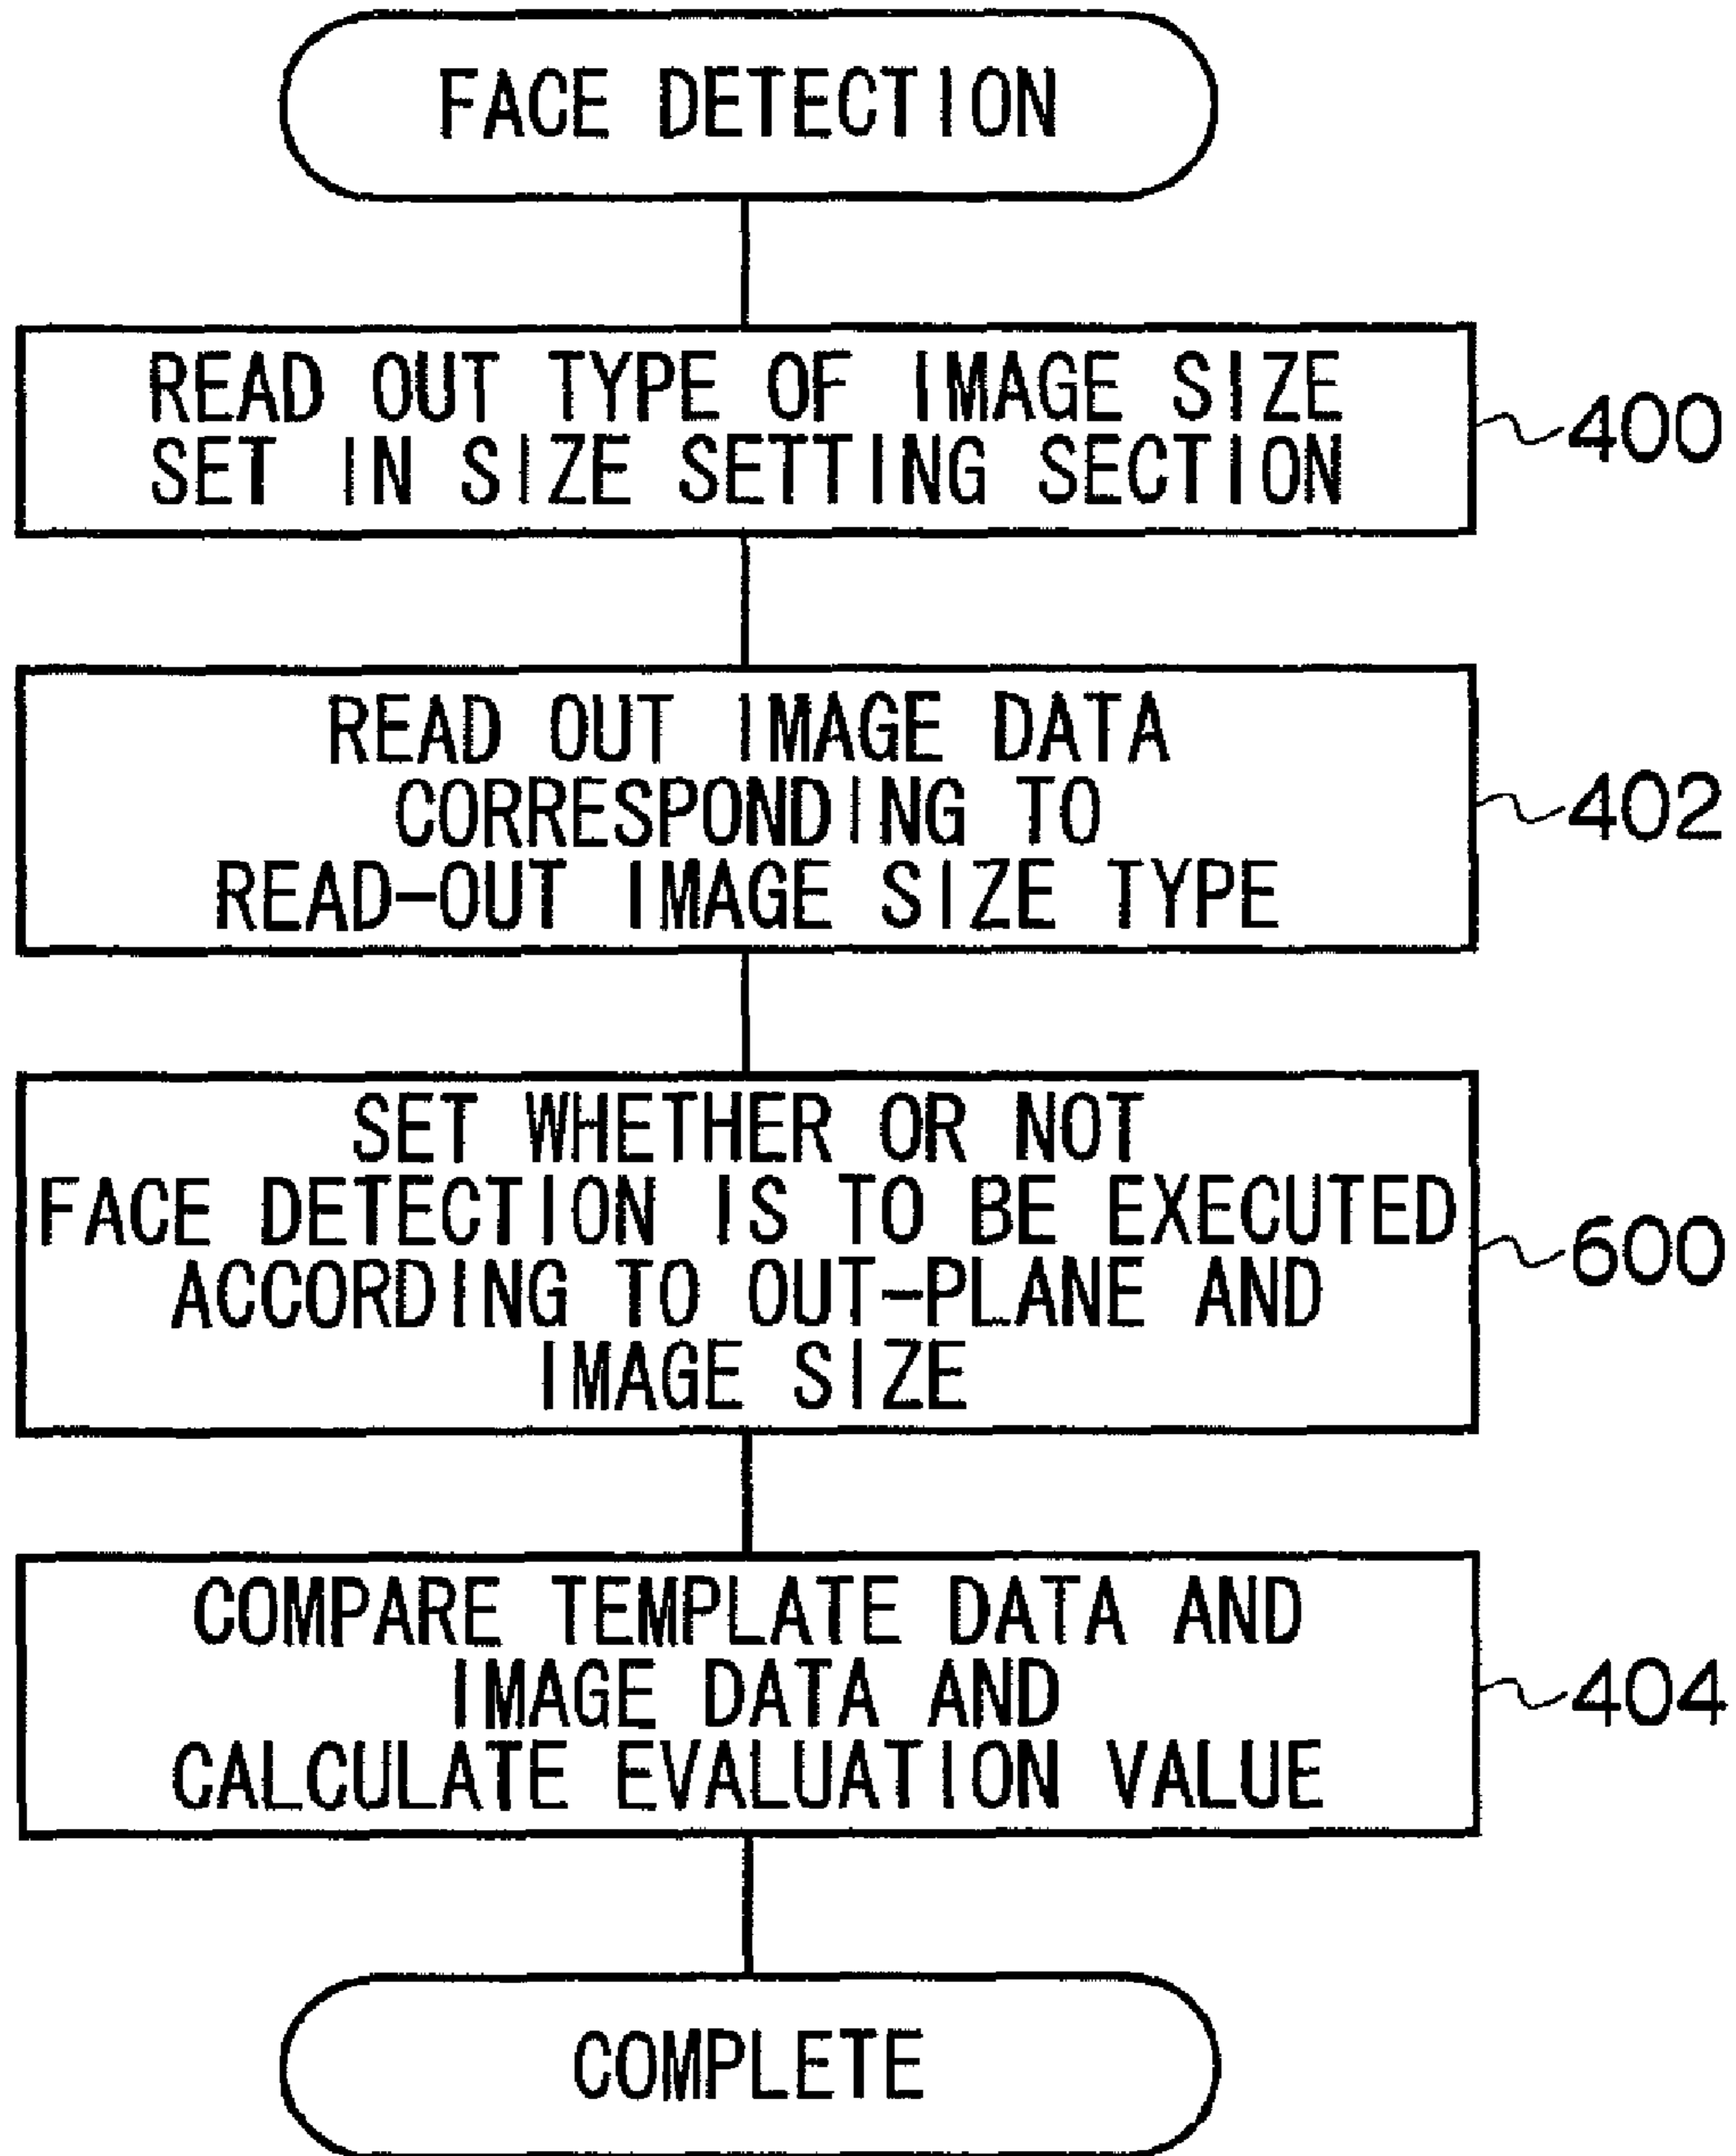 FACE DETECTION
READ OUT TYPE OF IMAGE SIZE
SET IN SIZE SETTING SECTION
400
READ OUT IMAGE DATA
CORRESPONDING TO
READ-OUT IMAGE SIZE TYPE
402
SET WHETHER OR NOT
FACE DETECTION IS TO BE EXECUTED
ACCORDING TO OUT-PLANE AND
IMAGE SIZE
600
COMPARE TEMPLATE DATA AND
IMAGE DATA AND
CALCULATE EVALUATION VALUE
404
COMPLETE